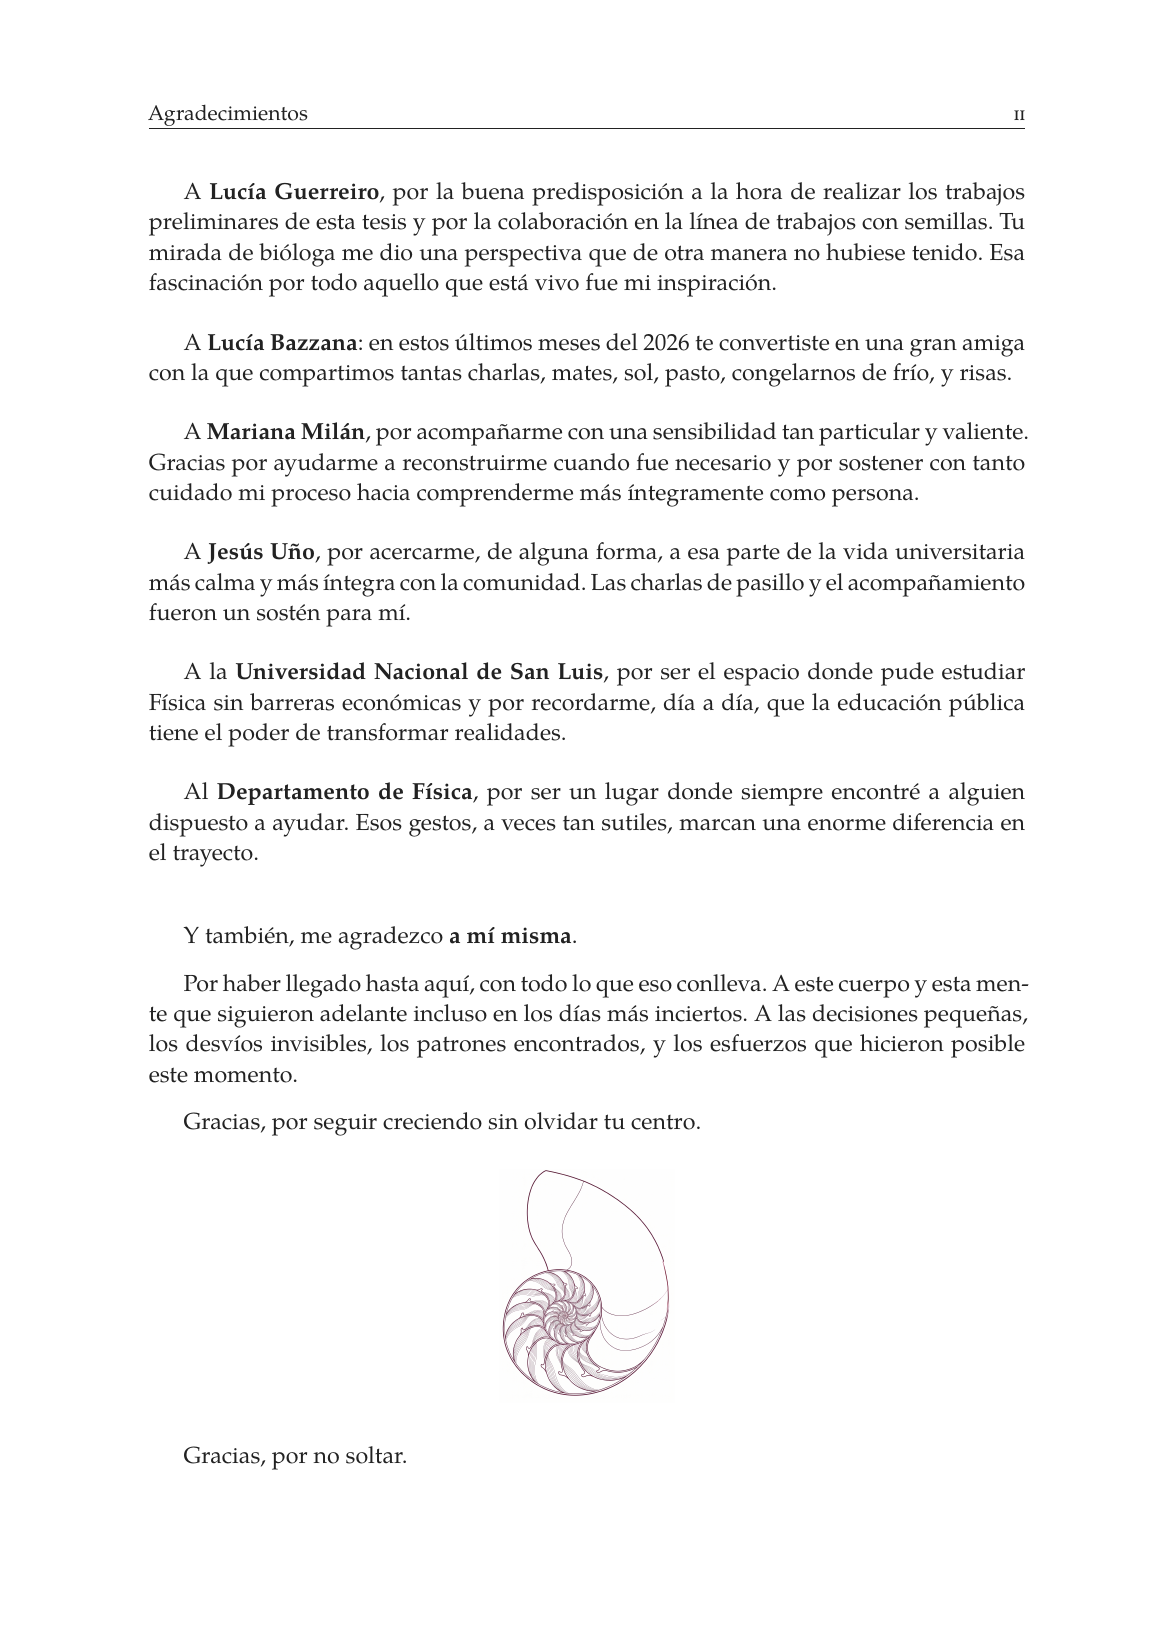 Agradecimientos II
A Lucía Guerreiro, por la buena predisposición a la hora de realizar los trabajos
preliminares de esta tesis y por la colaboración en la línea de trabajos con semillas. Tu
mirada de bióloga me dio una perspectiva que de otra manera no hubiese tenido. Esa
fascinación por todo aquello que está vivo fue mi inspiración.
A Lucía Bazzana: en estos últimos meses del 2026 te convertiste en una gran amiga
con la que compartimos tantas charlas, mates, sol, pasto, congelarnos de frío, y risas.
A Mariana Milán, por acompañarme con una sensibilidad tan particular y valiente.
Gracias por ayudarme a reconstruirme cuando fue necesario y por sostener con tanto
cuidado mi proceso hacia comprenderme más íntegramente como persona.
A Jesús Uño, por acercarme, de alguna forma, a esa parte de la vida universitaria
más calma y más íntegra con la comunidad. Las charlas de pasillo y el acompañamiento
fueron un sostén para mí.
A la Universidad Nacional de San Luis, por ser el espacio donde pude estudiar
Física sin barreras económicas y por recordarme, día a día, que la educación pública
tiene el poder de transformar realidades.
Al Departamento de Física, por ser un lugar donde siempre encontré a alguien
dispuesto a ayudar. Esos gestos, a veces tan sutiles, marcan una enorme diferencia en
el trayecto.
Y también, me agradezco a mí misma.
Por haber llegado hasta aquí, con todo lo que eso conlleva. A este cuerpo y esta men-
te que siguieron adelante incluso en los días más inciertos. A las decisiones pequeñas,
los desvíos invisibles, los patrones encontrados, y los esfuerzos que hicieron posible
este momento.
Gracias, por seguir creciendo sin olvidar tu centro.
Gracias, por no soltar.